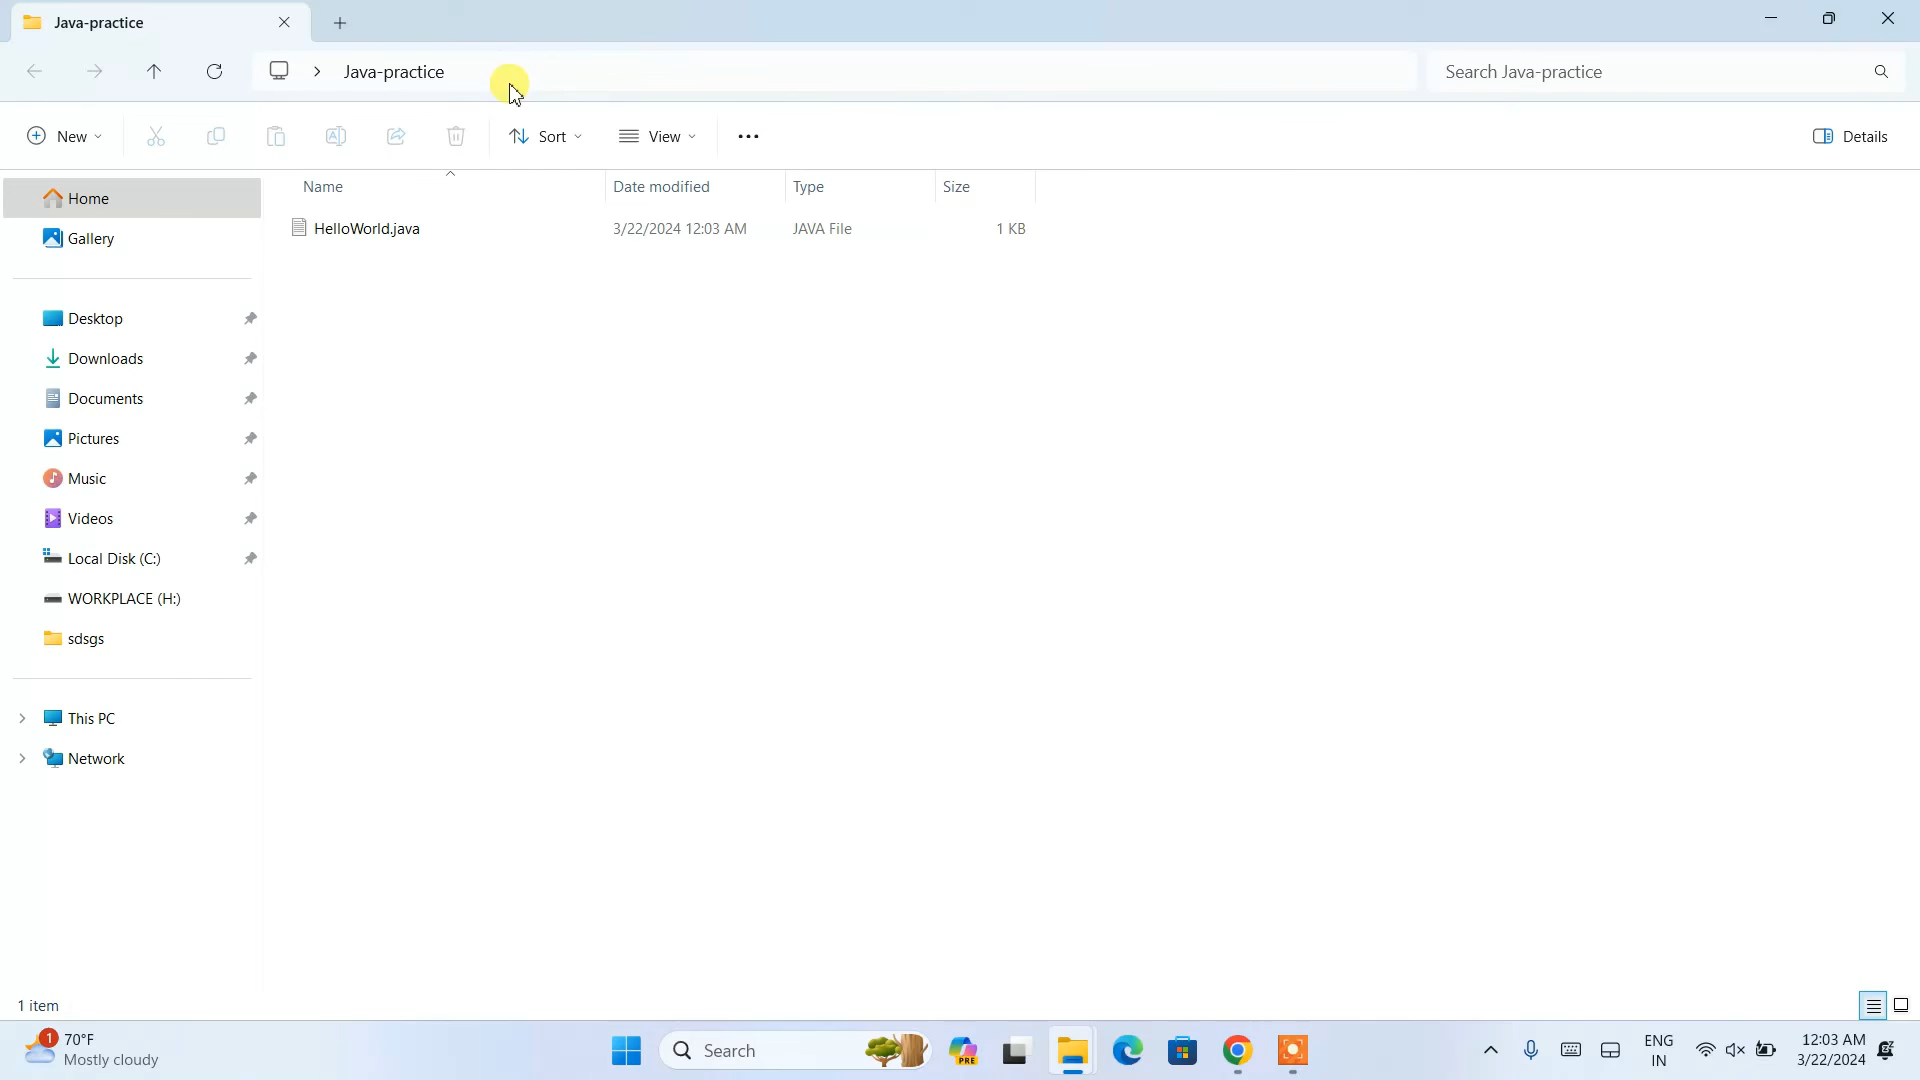 Java-practice
Java-practice
Search Java-practice
New
Sort
View
Details
Name
Date modified
Type
Size
HelloWorld.java
3/22/2024 12:03 AM
JAVA File
1 KB
Home
Gallery
Desktop
Downloads
Documents
Pictures
Music
Videos
Local Disk (C:)
WORKPLACE (H:)
sdsgs
This PC
Network
1 item
1
70°F
Mostly cloudy
Search
PRE
ENG
IN
12:03 AM
3/22/2024